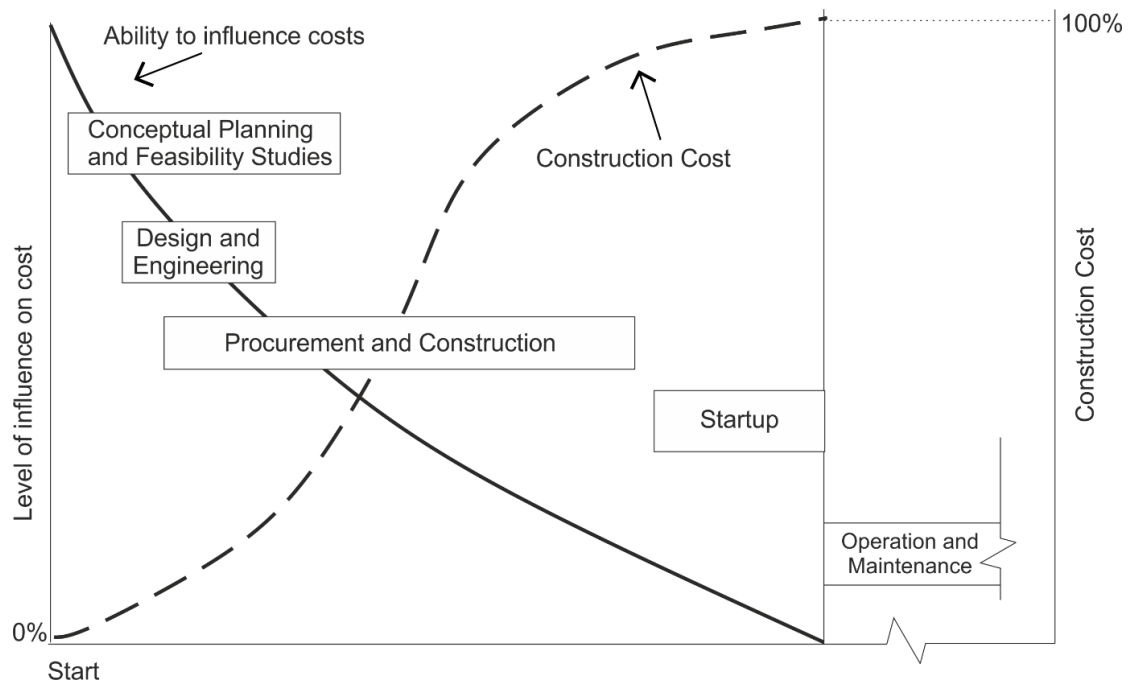 Ability to influence costs
100%
Conceptual Planning
and Feasibility Studies
Construction Cost
Design and
Engineering
Level of influence on cost
Construction Cost
Procurement and Construction
Startup
Operation and
Maintenance
0%
Start